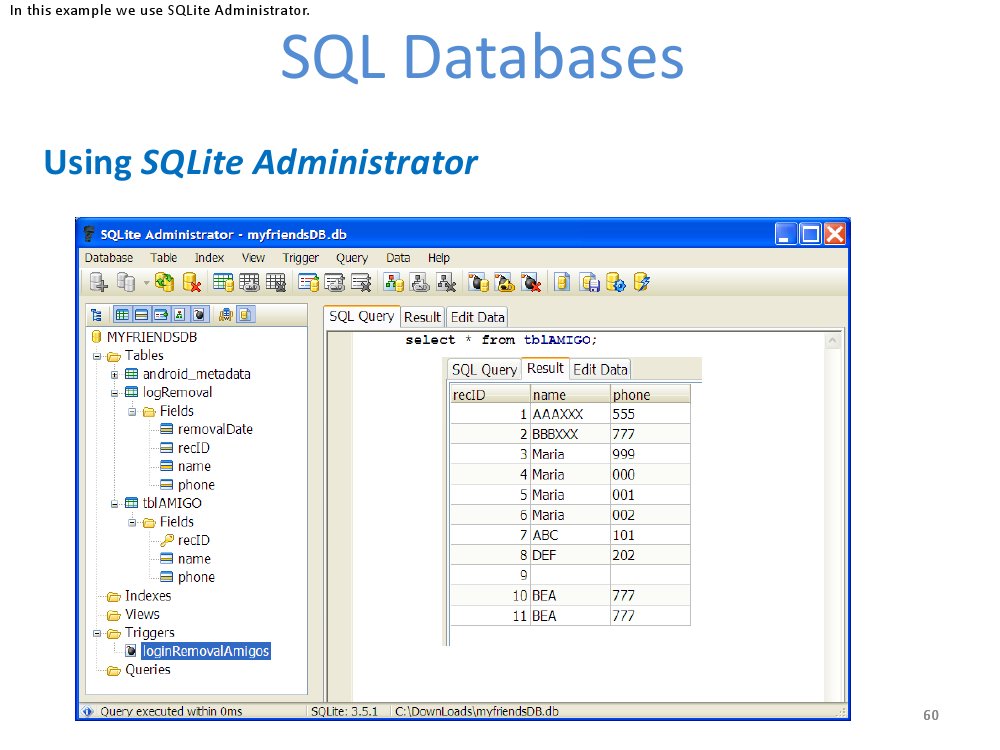 In this example we use SQLite Administrator.
SQL Databases
Using SQLite Administrator
SQLite Administrator - myfriendsDB.db
Database Table Index View Trigger Query Data Help
SQL Query Result Edit Data
MYFRIENDSDB
Tables
android_metadata
logRemoval
Fields
removalDate
recID
name
phone
tblAMIGO
Fields
recID
name
phone
Indexes
Views
Triggers
loginRemovalAmigos
Queries
select * from tblAMIGO;
SQL Query Result Edit Data
recID name phone
1 AAAXXX 555
2 BBBXXX 777
3 Maria 999
4 Maria 000
5 Maria 001
6 Maria 002
7 ABC 101
8 DEF 202
9
10 BEA 777
11 BEA 777
Query executed within 0ms SQLite: 3.5.1 C:\DownLoads\myfriendsDB.db
60